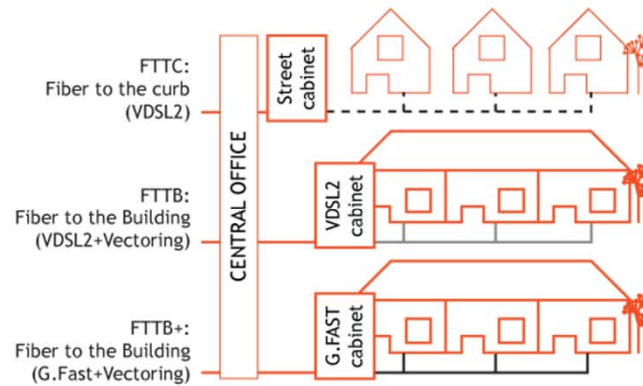 FTTC:
Fiber to the curb
(VDSL2)
Street
cabinet
CENTRAL OFFICE
FTTB:
Fiber to the Building
(VDSL2+Vectoring)
VDSL2
cabinet
FTTB+:
Fiber to the Building
(G.Fast+Vectoring)
G.FAST
cabinet